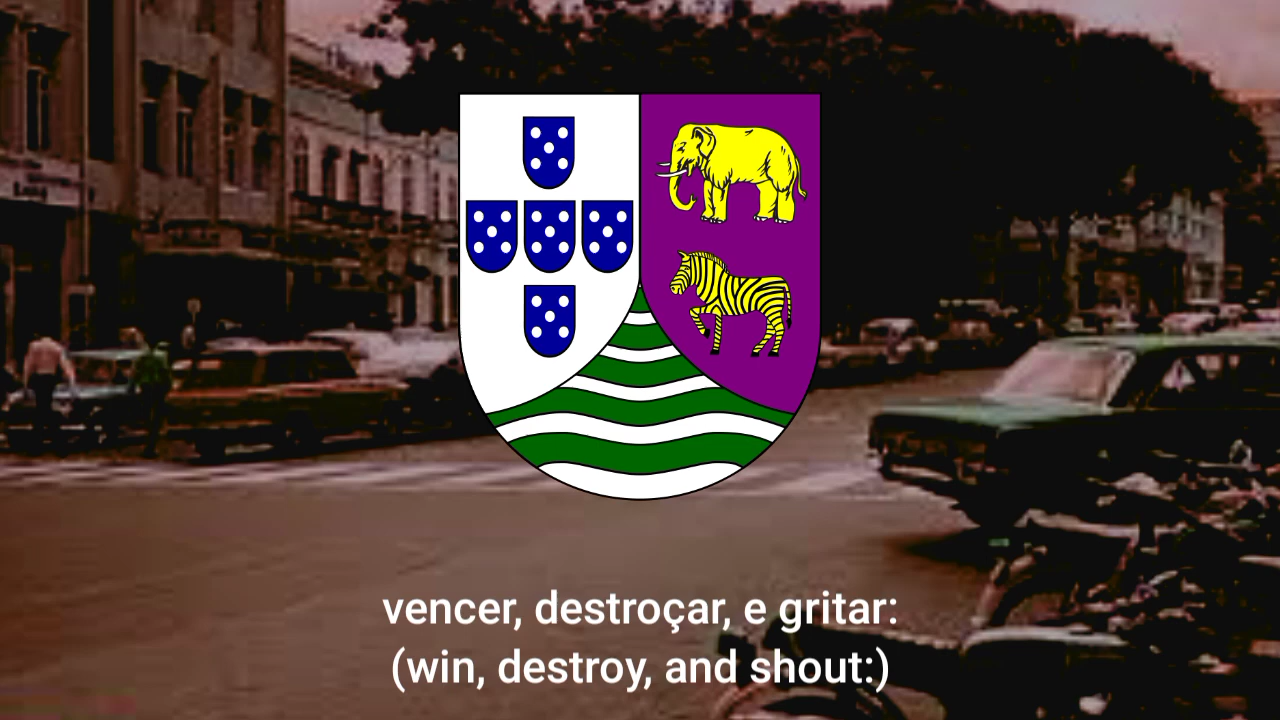 vencer, destroçar, e gritar:
(win, destroy, and shout:)